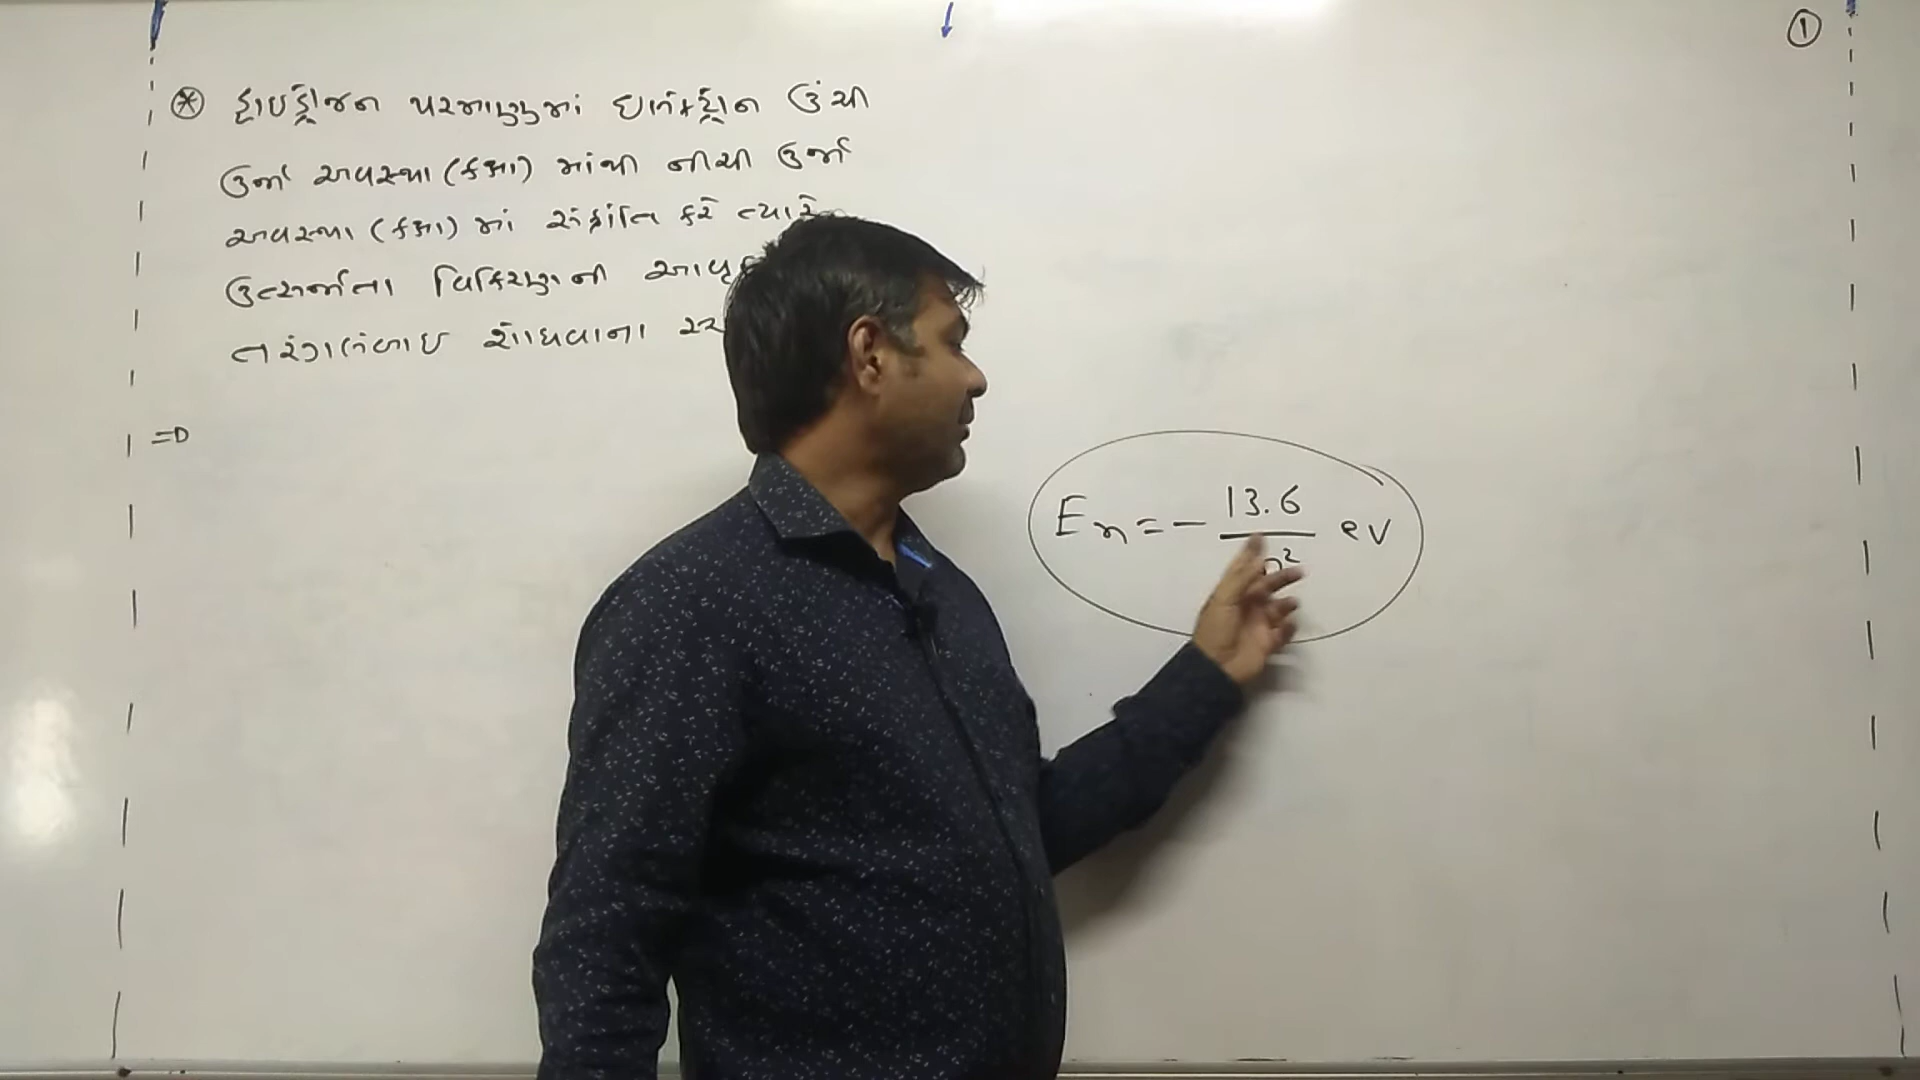 ①
⊛ હાઇડ્રોજન પરમાણુમાં ઇલેક્ટ્રોન ઉંચી
ઉર્જા અવસ્થા (કક્ષા) માંથી નીચી ઉર્જા
અવસ્થા (કક્ષા) માં સંક્રાંતિ કરે ત્યારે
ઉત્સર્જાતા વિકિરણની
તરંગલંબાઇ શોધવાના
⇒
En = - 13.6 / n² ev